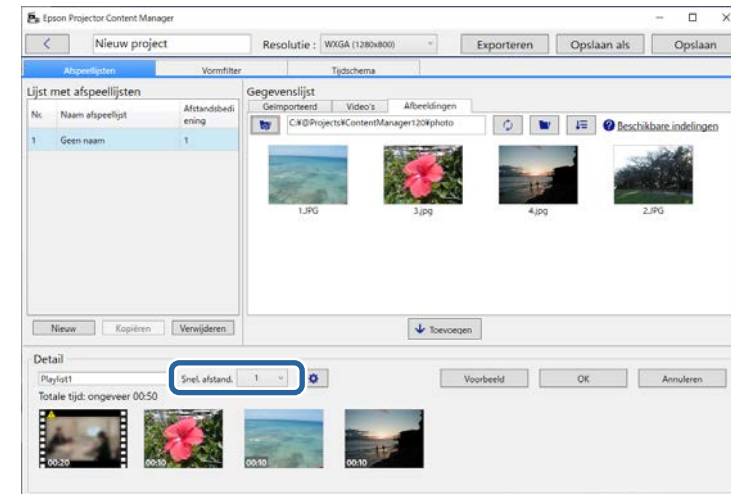 Epson Projector Content Manager
Nieuw project Resolutie : WXGA (1280x800) Exporteren Opslaan als Opslaan
Afspeellijsten Vormfilter Tijdschema
Lijst met afspeellijsten
Nr. Naam afspeellijst Afstandsbedi
ening
1 Geen naam 1
Nieuw Kopiëren Verwijderen
Gegevenslijst
Geïmporteerd Video's Afbeeldingen
C:¥@Projects¥ContentManager120¥photo Beschikbare indelingen
1.JPG 3.jpg 4.jpg 2.JPG
Toevoegen
Detail
Playlist1 Snel. afstand. 1 Voorbeeld OK Annuleren
Totale tijd: ongeveer 00:50
00:20 00:10 00:10 00:10